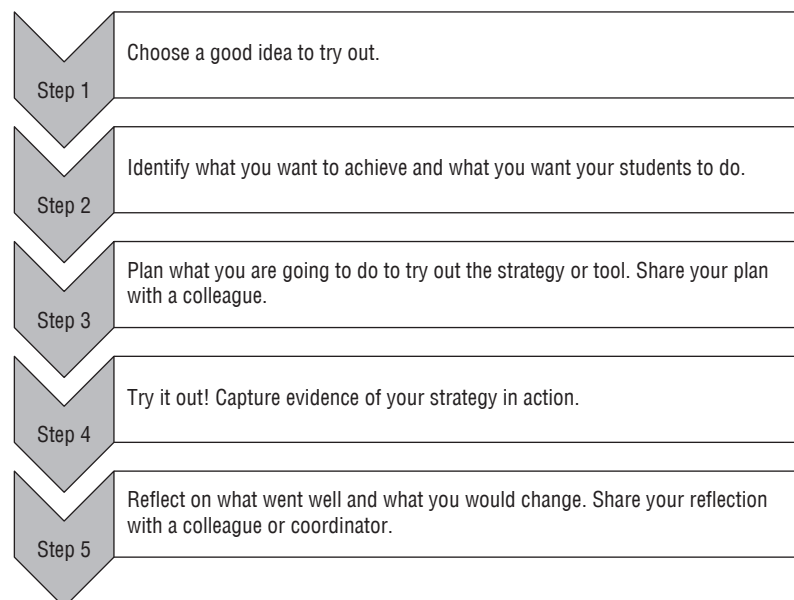 Step 1
Choose a good idea to try out.
Step 2
Identify what you want to achieve and what you want your students to do.
Step 3
Plan what you are going to do to try out the strategy or tool. Share your plan
with a colleague.
Step 4
Try it out! Capture evidence of your strategy in action.
Step 5
Reflect on what went well and what you would change. Share your reflection
with a colleague or coordinator.